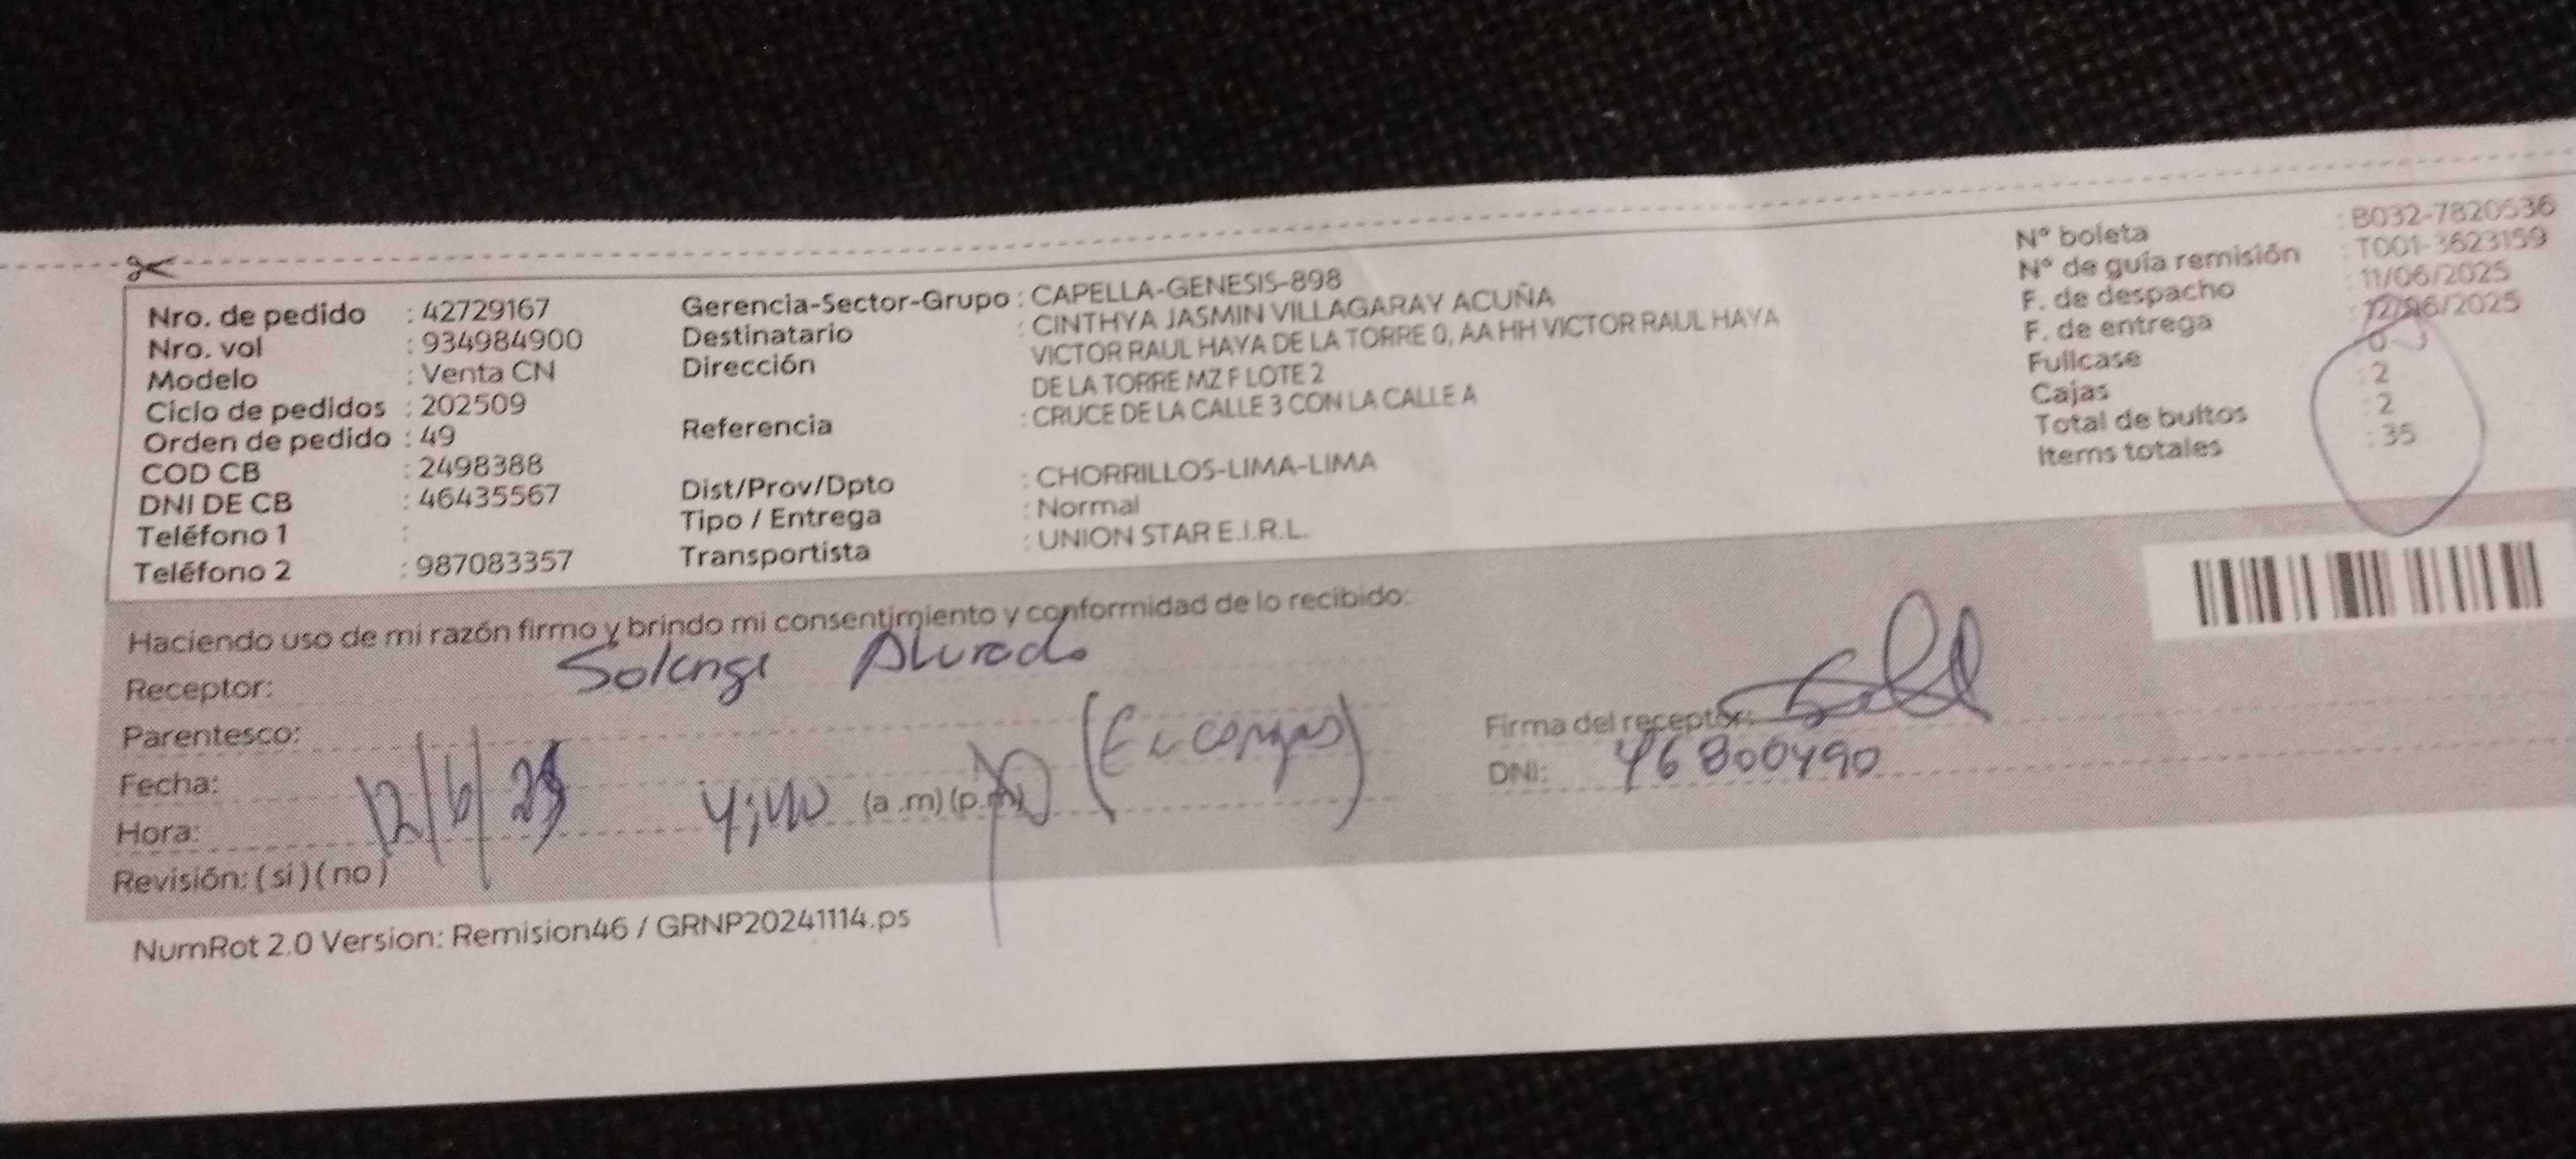 Nro. de pedido : 42729167
Nro. vol : 934984900
Modelo : Venta CN
Ciclo de pedidos : 202509
Orden de pedido : 49
COD CB : 2498388
DNI DE CB : 46435567
Teléfono 1 :
Teléfono 2 : 987083357
Gerencia-Sector-Grupo : CAPELLA-GENESIS-898
Destinatario : CINTHYA JASMIN VILLAGARAY ACUÑA
Dirección VICTOR RAUL HAYA DE LA TORRE 0, AA HH VICTOR RAUL HAYA
DE LA TORRE MZ F LOTE 2
Referencia : CRUCE DE LA CALLE 3 CON LA CALLE A
Dist/Prov/Dpto : CHORRILLOS-LIMA-LIMA
Tipo / Entrega : Normal
Transportista : UNION STAR E.I.R.L.
N° boleta : B032-7820536
N° de guía remisión : T001-3623159
F. de despacho : 11/06/2025
F. de entrega : 12/06/2025
Fullcase : 0
Cajas : 2
Total de bultos : 2
Items totales : 35
Haciendo uso de mi razón firmo y brindo mi consentimiento y conformidad de lo recibido:
Receptor: Solange
Parentesco:
Fecha: 12/6/25
Hora: (a .m) (p.m)
Revisión: ( si ) ( no )
Firma del receptor:
DNI: 46800490
NumRot 2.0 Version: Remision46 / GRNP20241114.ps